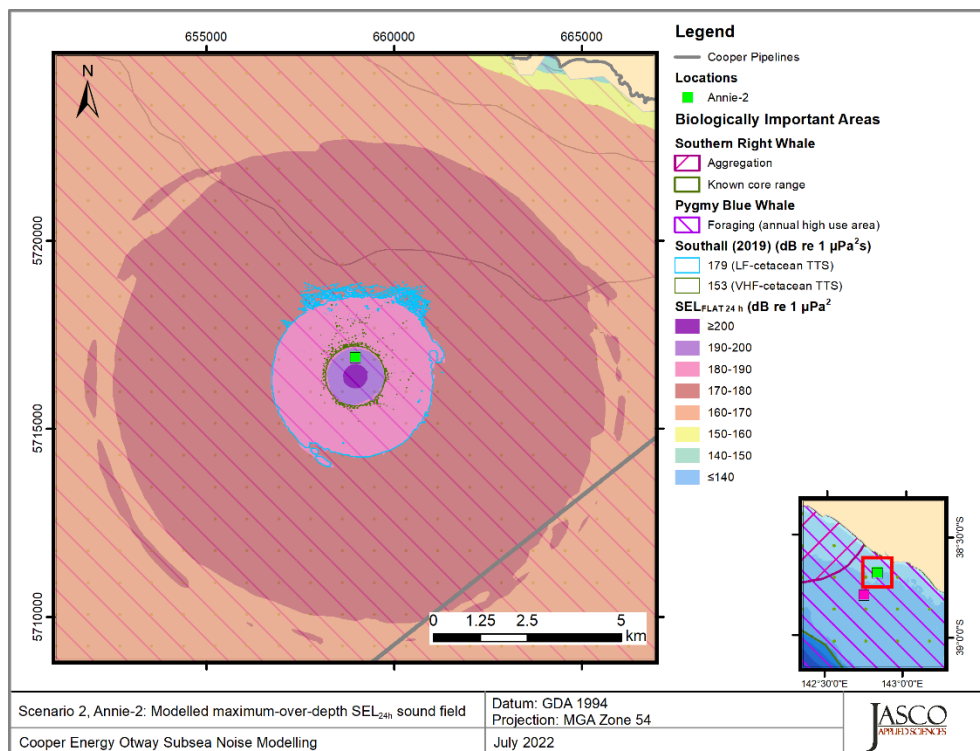 655000
660000
665000
N
5720000
5715000
5710000
0 1.25 2.5 5
km
Legend
Cooper Pipelines
Locations
Annie-2
Biologically Important Areas
Southern Right Whale
Aggregation
Known core range
Pygmy Blue Whale
Foraging (annual high use area)
Southall (2019) (dB re 1 µPa²s)
179 (LF-cetacean TTS)
153 (VHF-cetacean TTS)
SELFLAT 24 h (dB re 1 µPa²
≥200
190-200
180-190
170-180
160-170
150-160
140-150
≤140
38°30'0"S
39°0'0"S
142°30'0"E
143°0'0"E
Scenario 2, Annie-2: Modelled maximum-over-depth SEL24h sound field
Cooper Energy Otway Subsea Noise Modelling
Datum: GDA 1994
Projection: MGA Zone 54
July 2022
JASCO
APPLIED SCIENCES